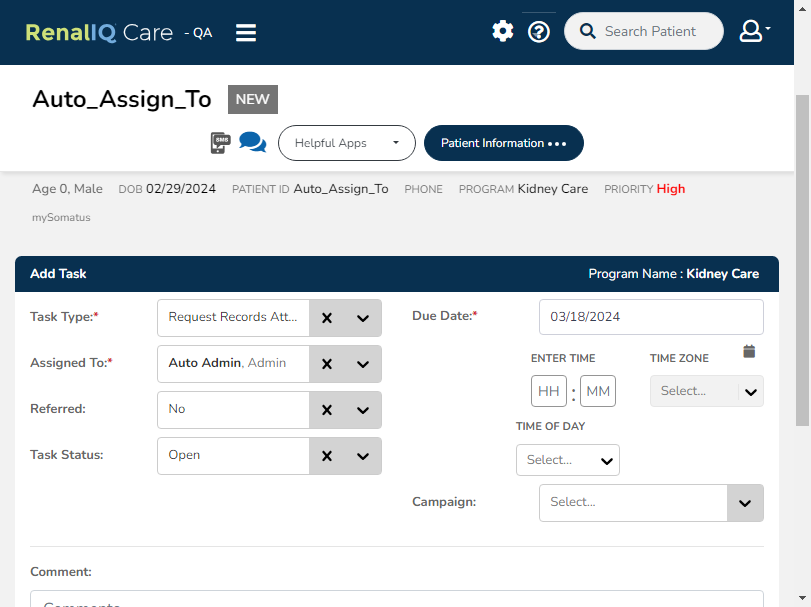 RenalIQ Care - QA Search Patient
Auto_Assign_To NEW
SMS Helpful Apps Patient Information
Age 0, Male DOB 02/29/2024 PATIENT ID Auto_Assign_To PHONE PROGRAM Kidney Care PRIORITY High
mySomatus
Add Task Program Name : Kidney Care
Task Type:* Request Records Att... Due Date:* 03/18/2024
Assigned To:* Auto Admin, Admin
ENTER TIME TIME ZONE
HH : MM Select...
Referred: No
TIME OF DAY
Task Status: Open Select...
Campaign: Select...
Comment:
Comments